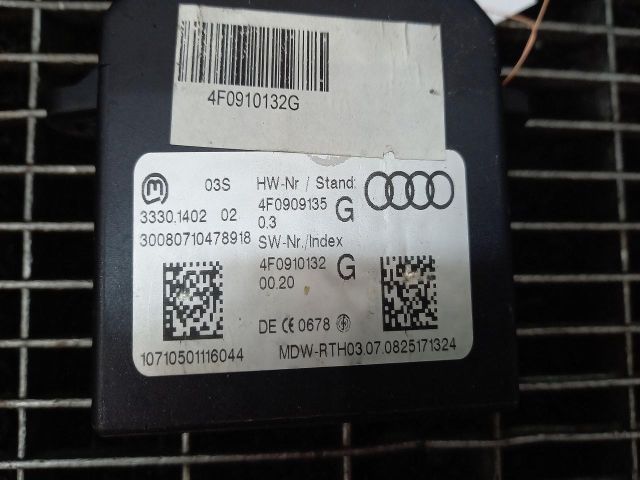 4F0910132G
m 03S HW-Nr / Stand:
4F0909135 G
3330.1402 02 0.3
30080710478918 SW-Nr./Index
4F0910132 G
00.20
DE CE 0678
10710501116044 MDW-RTH03.07.0825171324